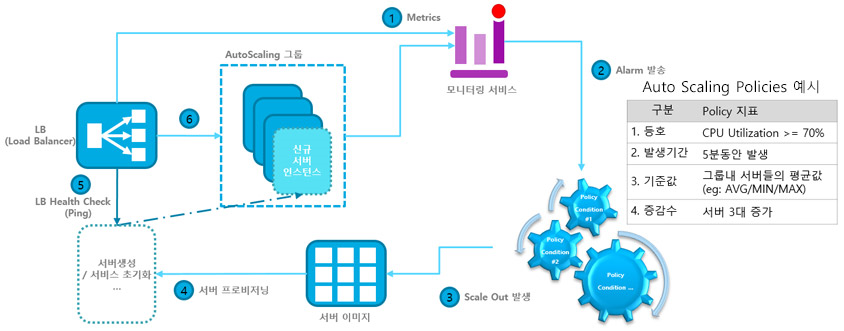 1 Metrics
AutoScaling 그룹
모니터링 서비스
2 Alarm 발송
Auto Scaling Policies 예시
구분 Policy 지표
1. 등호 CPU Utilization >= 70%
2. 발생기간 5분동안 발생
3. 기준값 그룹내 서버들의 평균값
(eg: AVG/MIN/MAX)
4. 증감수 서버 3대 증가
LB
(Load Balancer)
6
신규
서버
인스턴스
5
LB Health Check
(Ping)
서버생성
/ 서비스 초기화
...
4 서버 프로비저닝
서버 이미지
3 Scale Out 발생
Policy
Condition
#1
Policy
Condition
#2
Policy
Condition ...